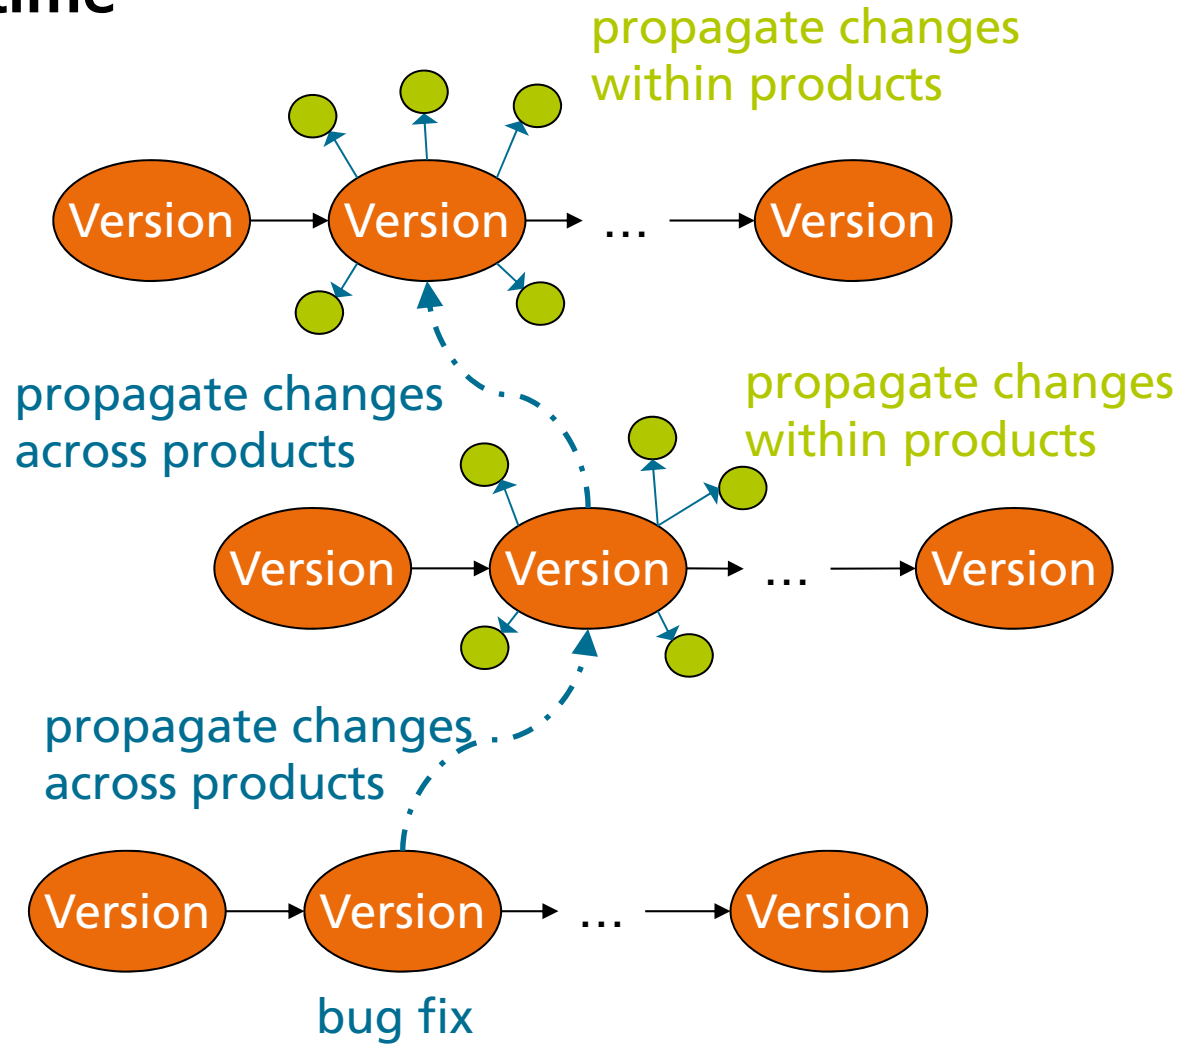 propagate changes
within products
Version
Version
...
Version
propagate changes
across products
propagate changes
within products
Version
Version
...
Version
propagate changes
across products
Version
Version
...
Version
bug fix